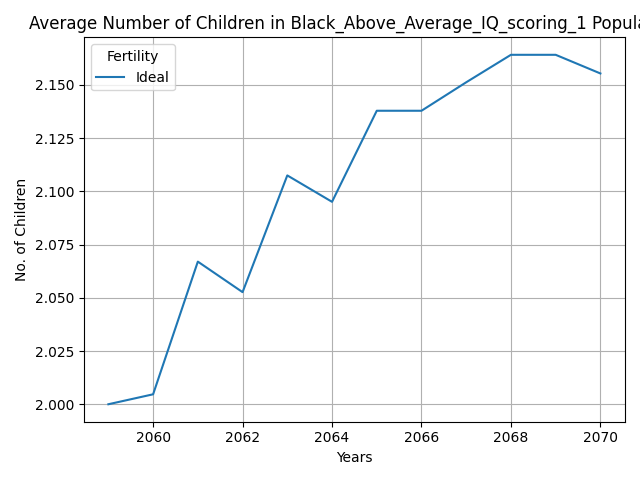 Average Number of Children in Black_Above_Average_IQ_scoring_1 Popula
Fertility
Ideal
No. of Children
2.150
2.125
2.100
2.075
2.050
2.025
2.000
2060 2062 2064 2066 2068 2070
Years